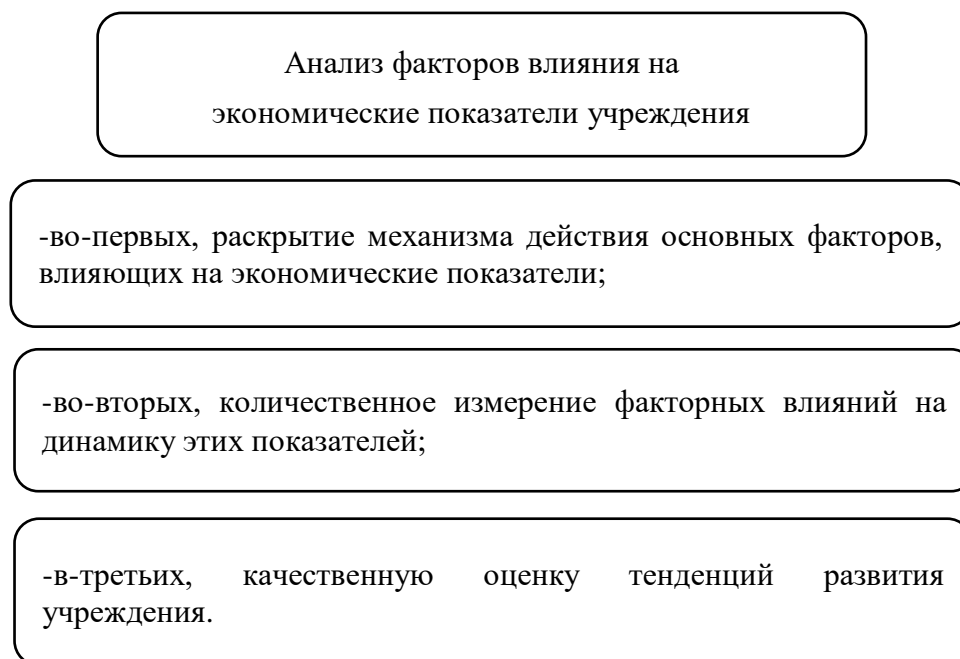 Анализ факторов влияния на
экономические показатели учреждения
-во-первых, раскрытие механизма действия основных факторов,
влияющих на экономические показатели;
-во-вторых, количественное измерение факторных влияний на
динамику этих показателей;
-в-третьих, качественную оценку тенденций развития
учреждения.